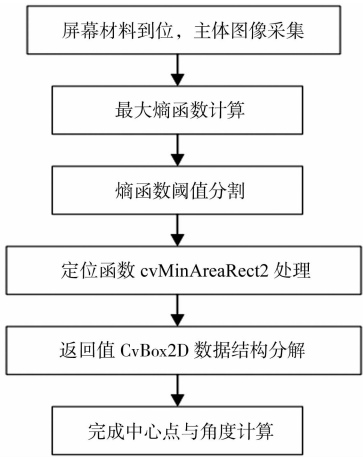 屏幕材料到位，主体图像采集
最大熵函数计算
熵函数阈值分割
定位函数 cvMinAreaRect2 处理
返回值 CvBox2D 数据结构分解
完成中心点与角度计算